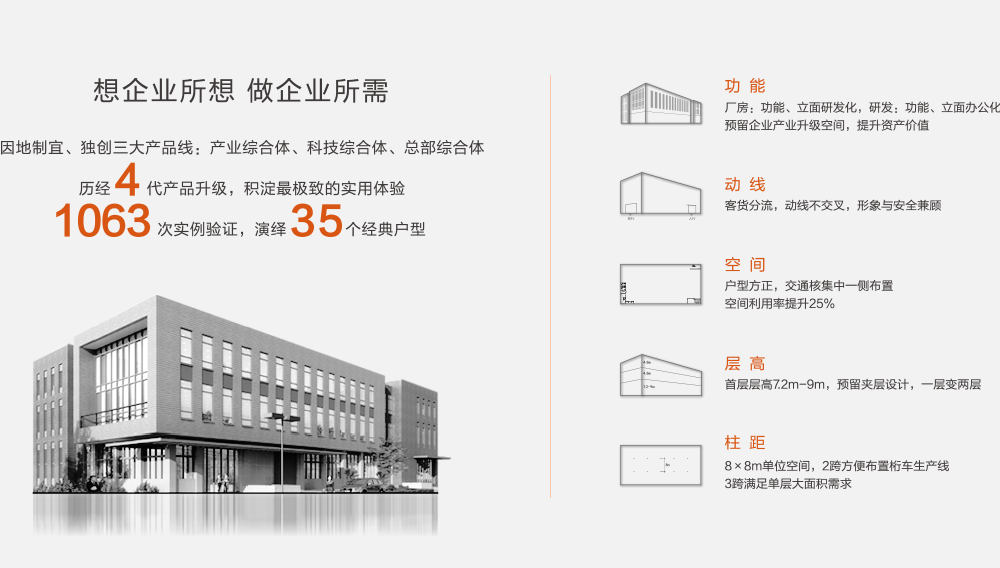 想企业所想 做企业所需
因地制宜、独创三大产品线：产业综合体、科技综合体、总部综合体
历经4代产品升级，积淀最极致的实用体验
1063次实例验证，演绎35个经典户型
功能
厂房：功能、立面研发化，研发：功能、立面办公化
预留企业产业升级空间，提升资产价值
动线
客货分流，动线不交叉，形象与安全兼顾
空间
户型方正，交通核集中一侧布置
空间利用率提升25%
层高
首层层高7.2m-9m，预留夹层设计，一层变两层
柱距
8×8m单位空间，2跨方便布置桁车生产线
3跨满足单层大面积需求